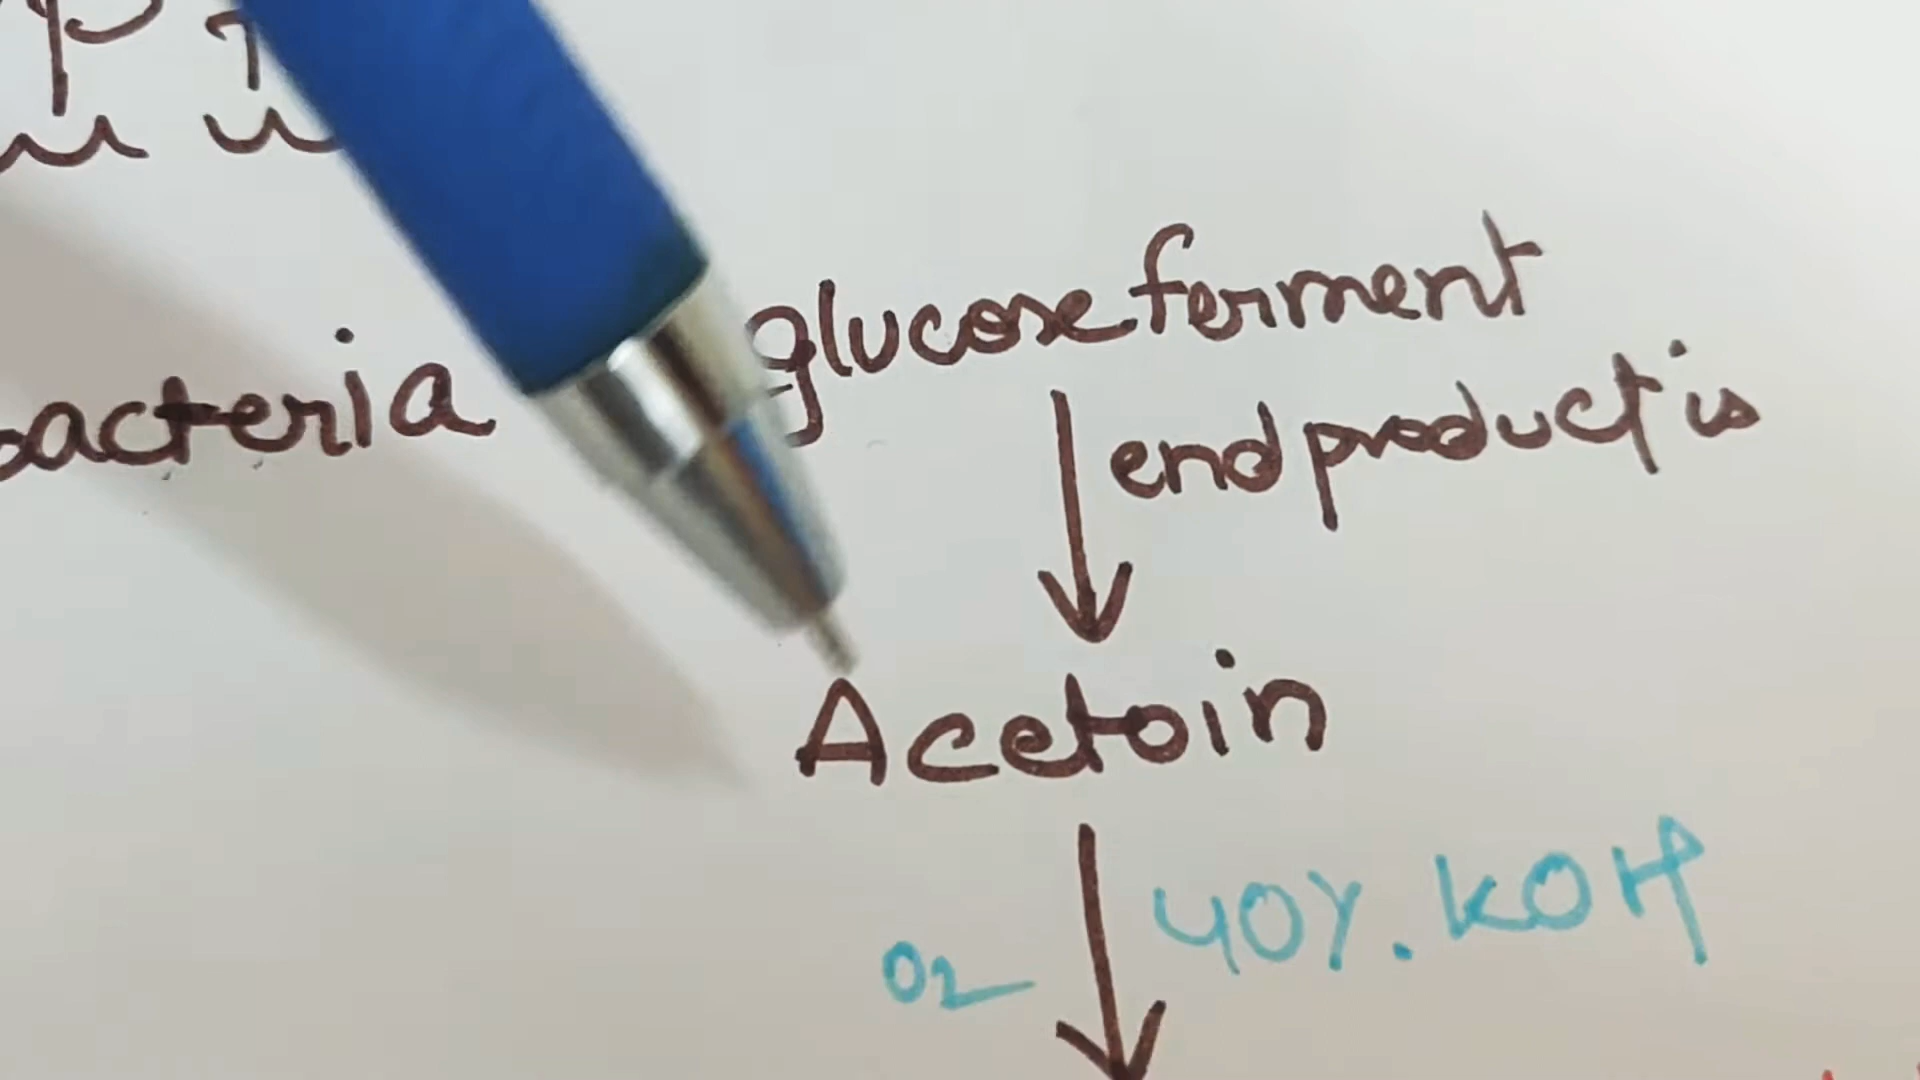 bacteria glucose ferment
end product is
Acetoin
O2 40%. KOH